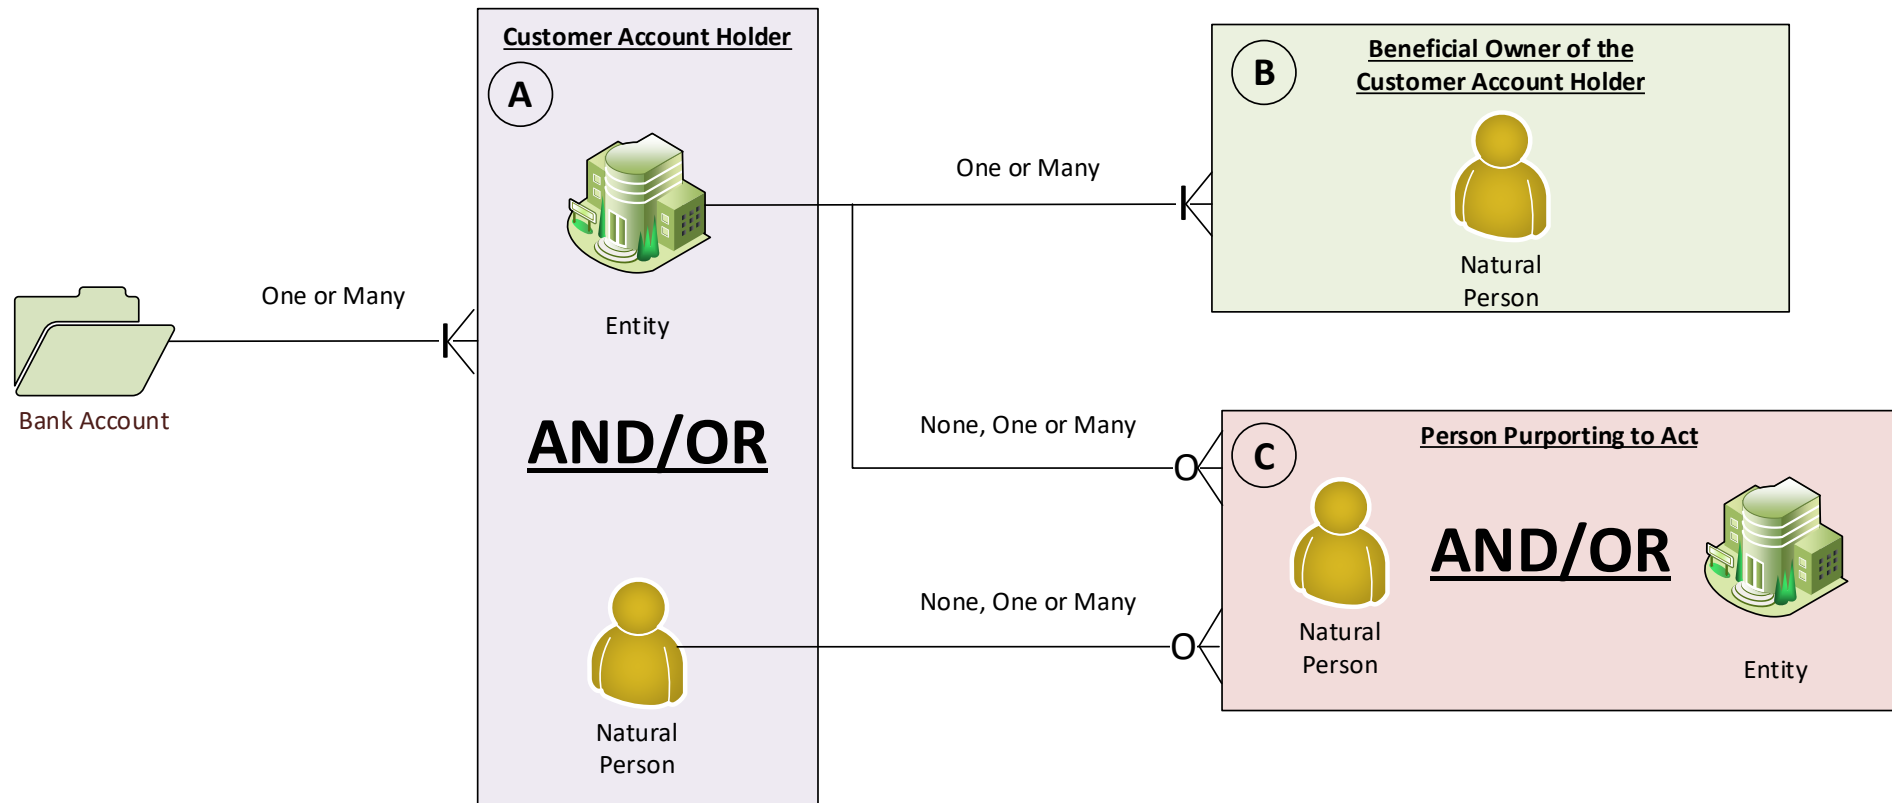 Customer Account Holder
A
Entity
AND/OR
Natural
Person
Bank Account
One or Many
One or Many
None, One or Many
None, One or Many
B
Beneficial Owner of the
Customer Account Holder
Natural
Person
C
Person Purporting to Act
Natural
Person
AND/OR
Entity